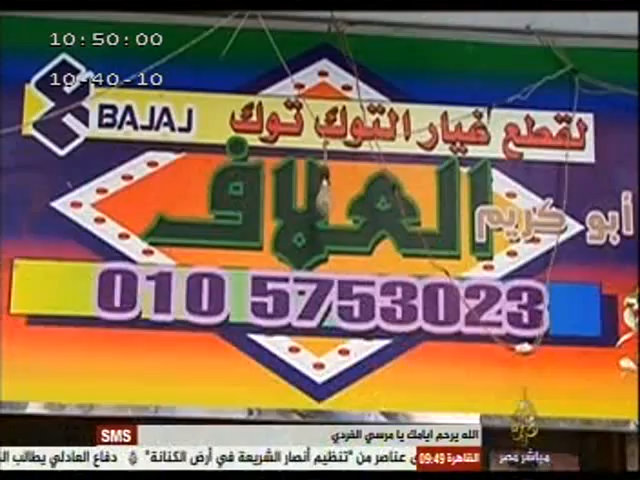 10:50:00
10-40-10
BAJAJ لقطع غيار التوك توك
العلاف
أبو كريم
010 5753023
SMS الله يرحم ايامك يا مرسي الفردي
القاهرة 09:49 عناصر من "تنظيم أنصار الشريعة في أرض الكنانة" دفاع العادلي يطالب
مباشر مصر